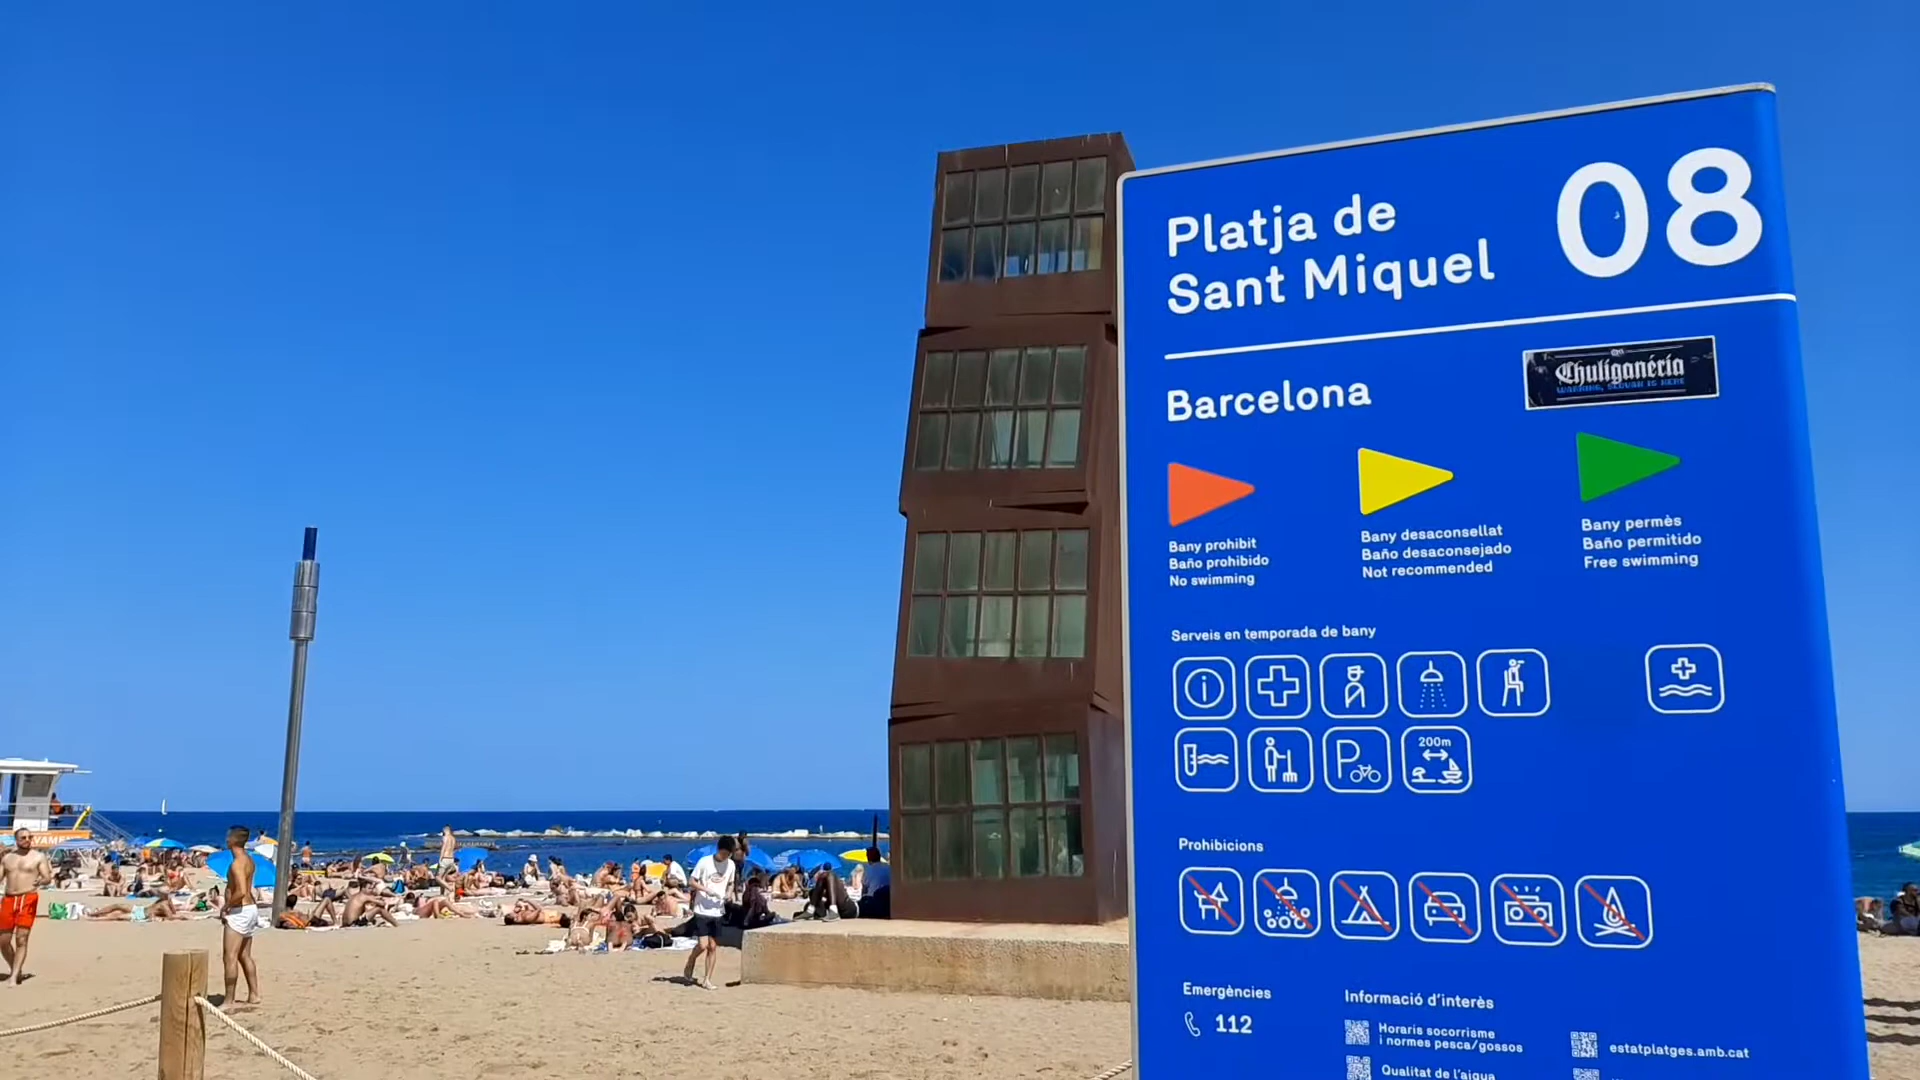 Platja de
Sant Miquel
08
Barcelona
Chuliganéria
Bany prohibit
Baño prohibido
No swimming
Bany desaconsellat
Baño desaconsejado
Not recommended
Bany permès
Baño permitido
Free swimming
Serveis en temporada de bany
P
200m
Prohibicions
Emergències
112
Informació d'interès
Horaris socorrisme
i normes pesca/gossos
estatplatges.amb.cat
Qualitat de l'aigua